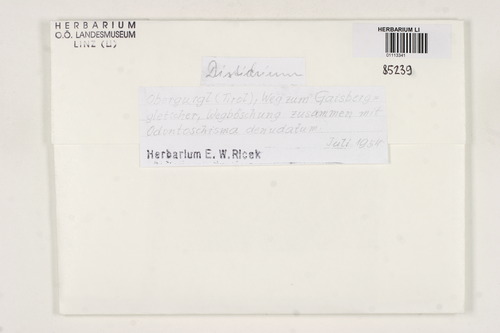 HERBARIUM
O.Ö. LANDESMUSEUM
LINZ (LI)
HERBARIUM LI
01113341
85239
Distichium
Obergurgl (Tirol), Weg zum Gaisberg-
gletscher, Wegböschung zusammen mit
Odontoschisma denudatum.
Juli
Herbarium E. W. Ricek